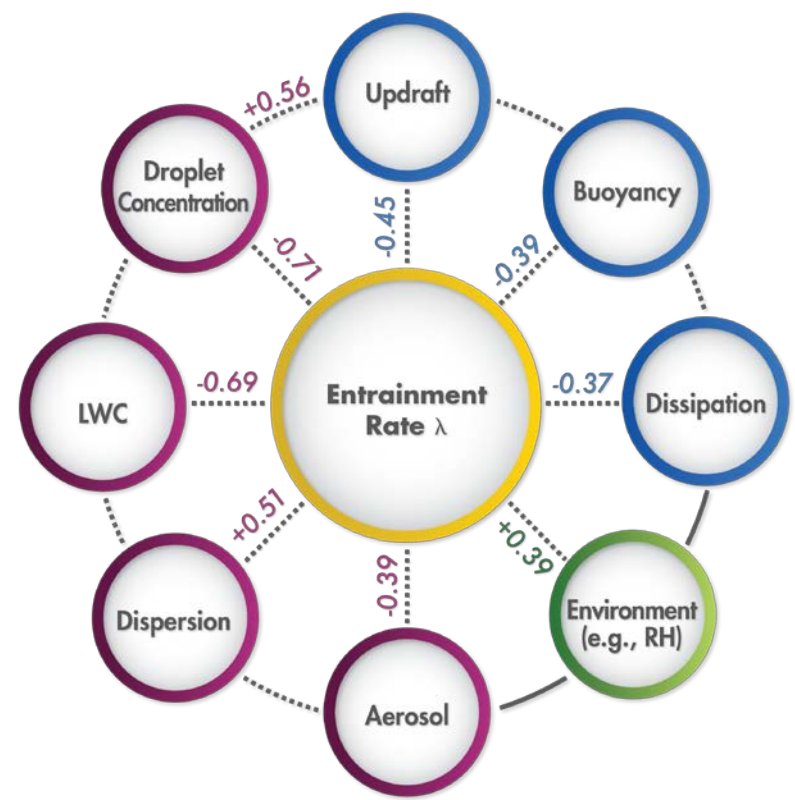 Updraft
+0.56
Droplet
Concentration
Buoyancy
-0.45
-0.71
-0.39
Entrainment
Rate λ
-0.69
-0.37
LWC
Dissipation
+0.51
-0.39
+0.39
Dispersion
Environment
(e.g., RH)
Aerosol